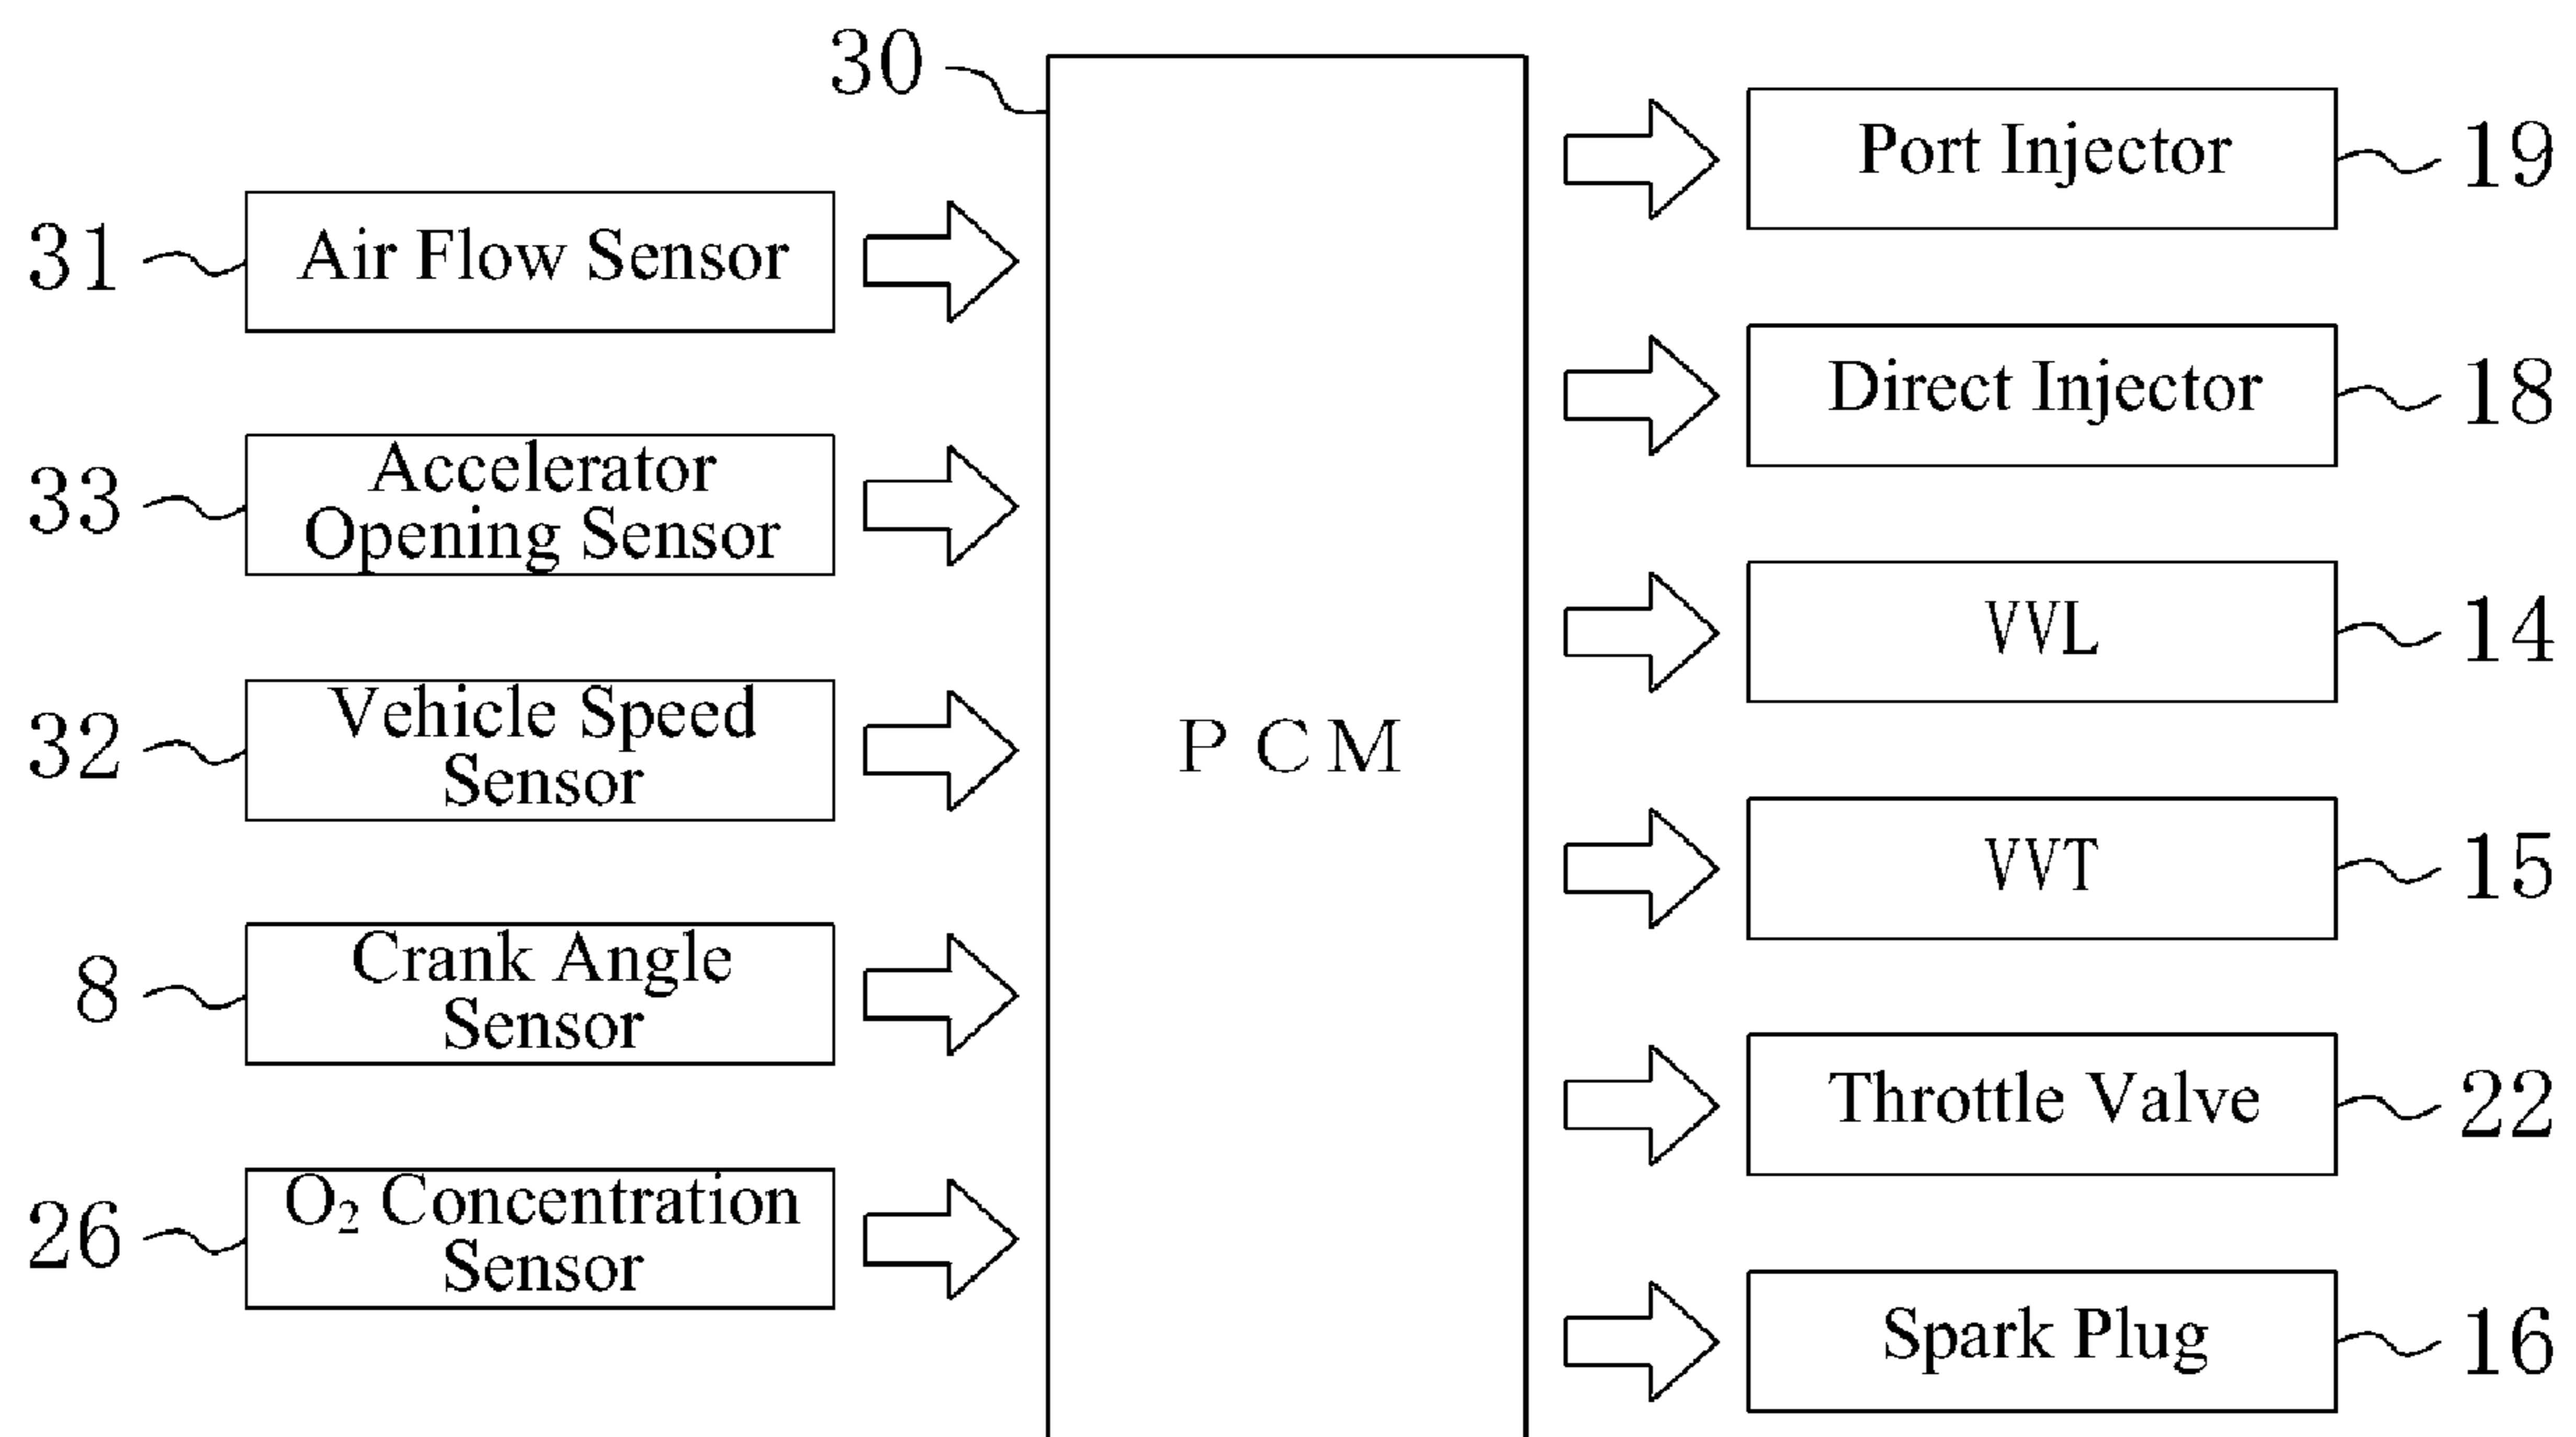 30
31
Air Flow Sensor
33
Accelerator
Opening Sensor
32
Vehicle Speed
Sensor
8
Crank Angle
Sensor
26
O₂ Concentration
Sensor
PCM
Port Injector
19
Direct Injector
18
VVL
14
VVT
15
Throttle Valve
22
Spark Plug
16